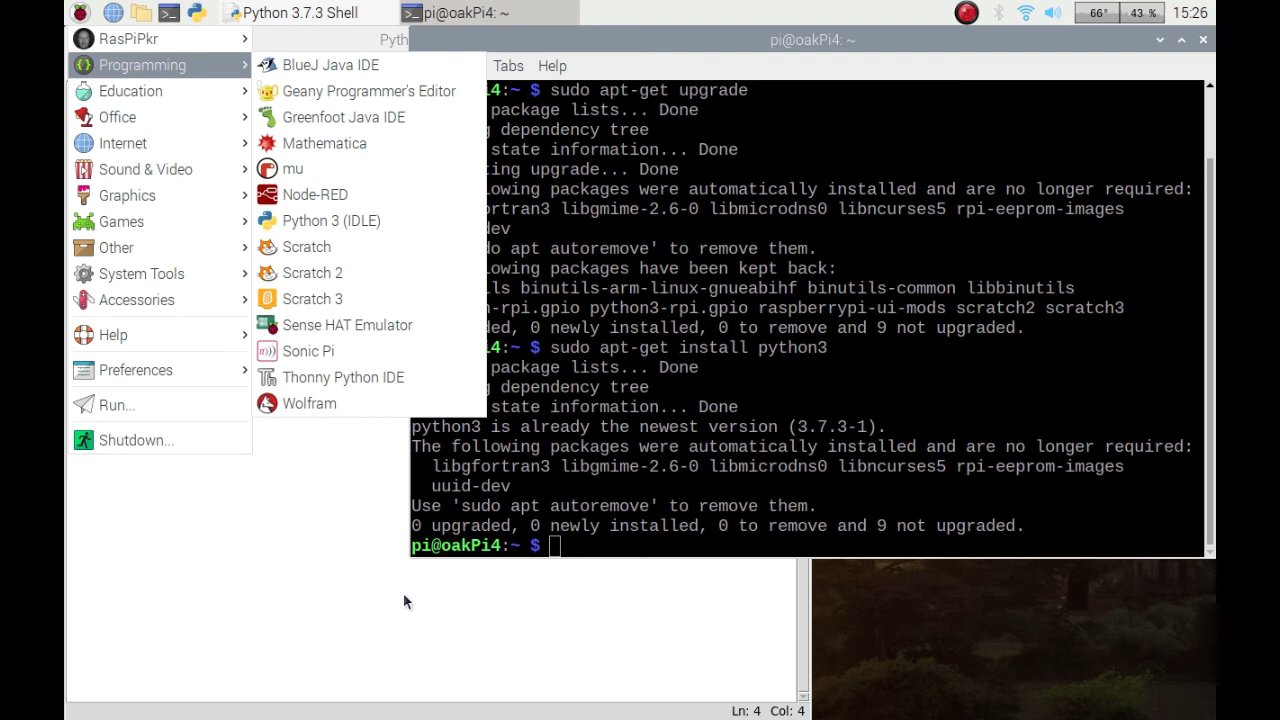 Python 3.7.3 Shell
pi@oakPi4: ~
66° 43 % 15:26
RasPiPkr
Programming
Education
Office
Internet
Sound & Video
Graphics
Games
Other
System Tools
Accessories
Help
Preferences
Run...
Shutdown...
BlueJ Java IDE
Geany Programmer's Editor
Greenfoot Java IDE
Mathematica
mu
Node-RED
Python 3 (IDLE)
Scratch
Scratch 2
Scratch 3
Sense HAT Emulator
Sonic Pi
Thonny Python IDE
Wolfram
Pyth
pi@oakPi4: ~
Tabs Help
i4:~ $ sudo apt-get upgrade
package lists... Done
g dependency tree
state information... Done
ting upgrade... Done
lowing packages were automatically installed and are no longer required:
fortran3 libgmime-2.6-0 libmicrodns0 libncurses5 rpi-eeprom-images
dev
do apt autoremove' to remove them.
lowing packages have been kept back:
ils binutils-arm-linux-gnueabihf binutils-common libbinutils
n-rpi.gpio python3-rpi.gpio raspberrypi-ui-mods scratch2 scratch3
aded, 0 newly installed, 0 to remove and 9 not upgraded.
i4:~ $ sudo apt-get install python3
package lists... Done
g dependency tree
state information... Done
python3 is already the newest version (3.7.3-1).
The following packages were automatically installed and are no longer required:
libgfortran3 libgmime-2.6-0 libmicrodns0 libncurses5 rpi-eeprom-images
uuid-dev
Use 'sudo apt autoremove' to remove them.
0 upgraded, 0 newly installed, 0 to remove and 9 not upgraded.
pi@oakPi4:~ $
Ln: 4 Col: 4